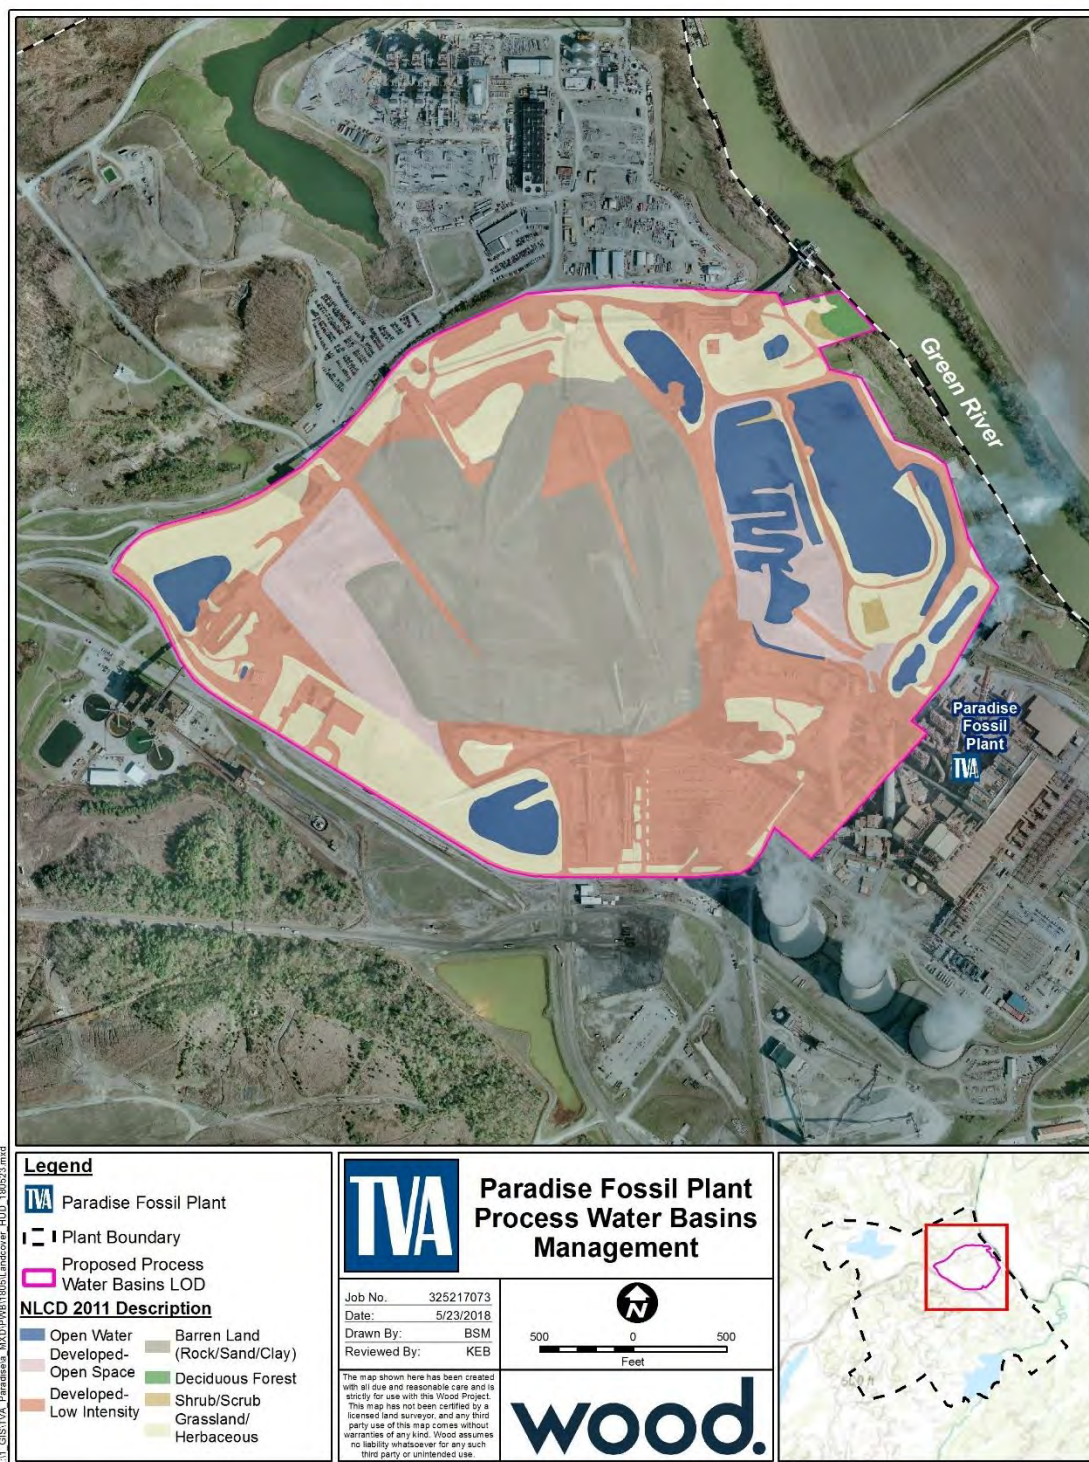 Green River
Paradise
Fossil
Plant
TVA
Legend
TVA Paradise Fossil Plant
Plant Boundary
Proposed Process
Water Basins LOD
NLCD 2011 Description
Open Water
Developed-
Open Space
Developed-
Low Intensity
Barren Land
(Rock/Sand/Clay)
Deciduous Forest
Shrub/Scrub
Grassland/
Herbaceous
TVA
Paradise Fossil Plant
Process Water Basins
Management
Job No. 325217073
Date: 5/23/2018
Drawn By: BSM
Reviewed By: KEB
N
500 0 500
Feet
The map shown here has been created
with all due and reasonable care and is
strictly for use with this Wood Project.
This map has not been certified by a
licensed land surveyor, and any third
party use of this map comes without
warranties of any kind. Wood assumes
no liability whatsoever for any such
third party or unintended use.
wood.